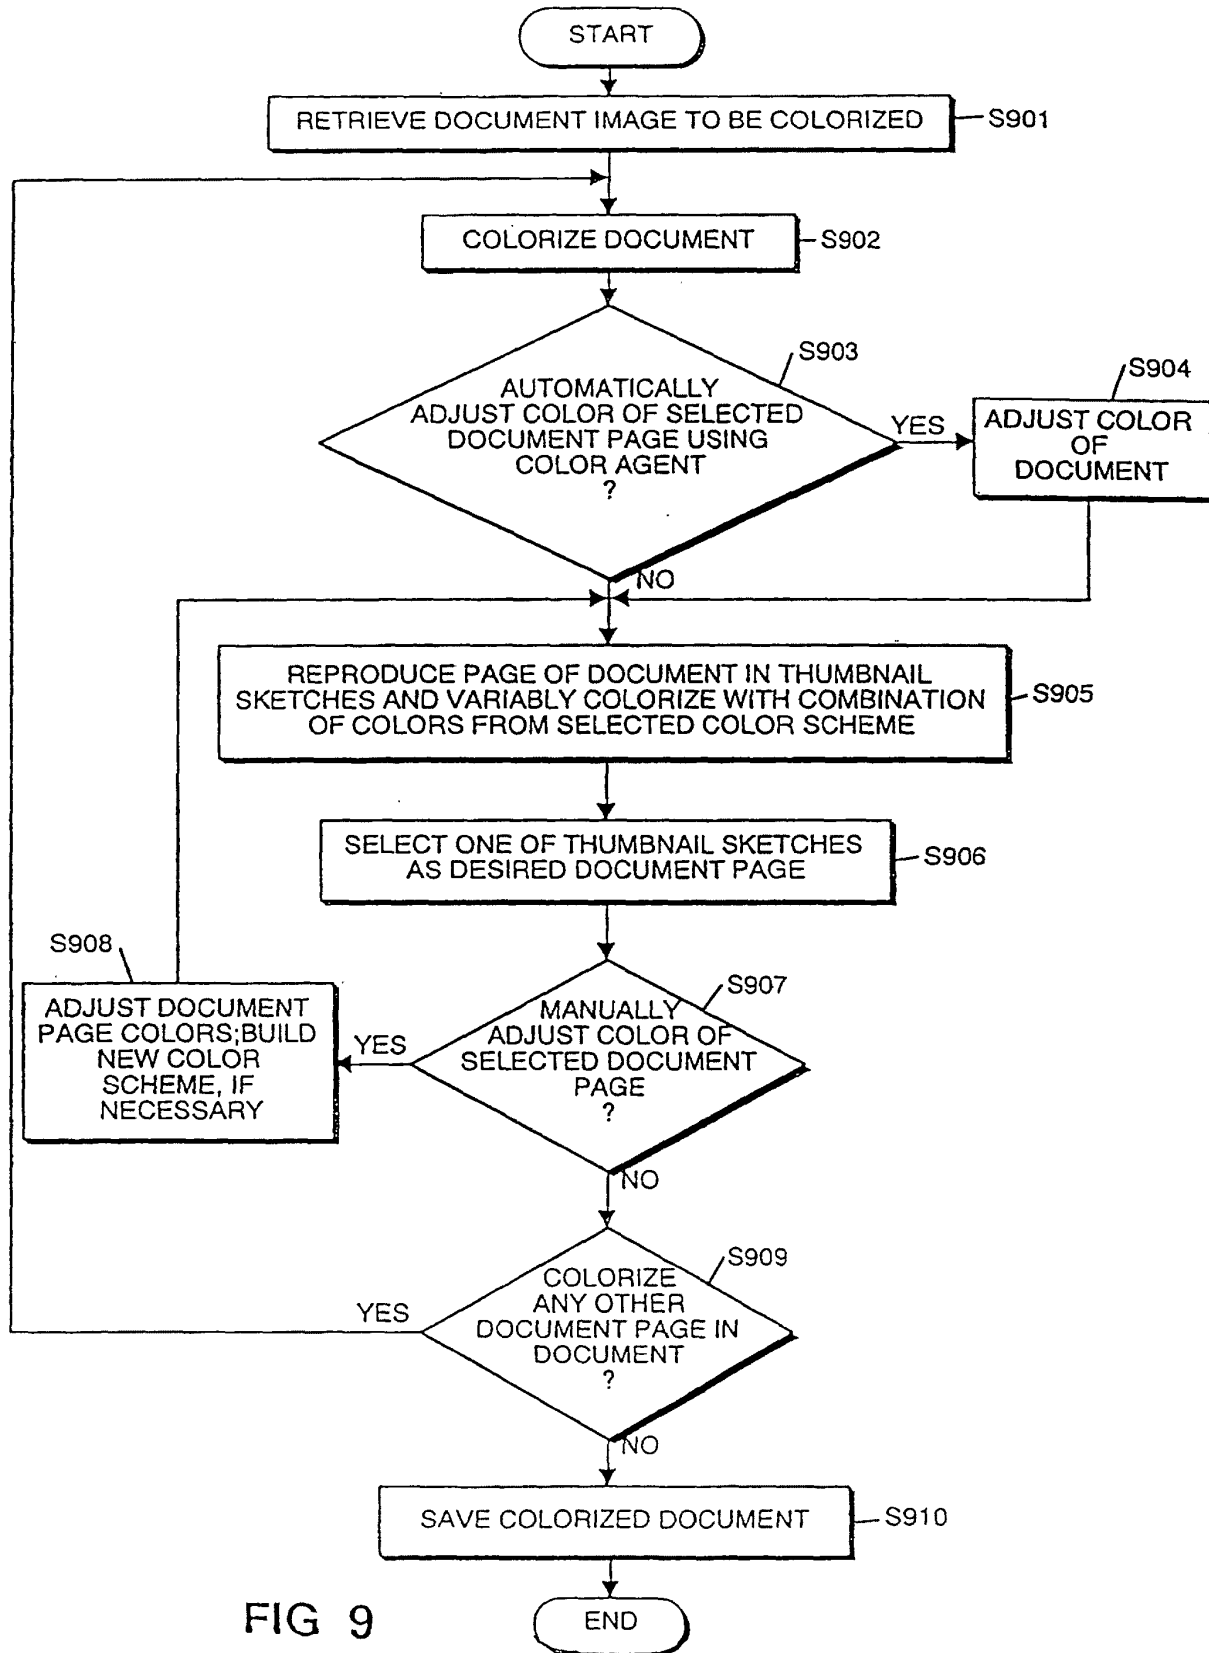 START
RETRIEVE DOCUMENT IMAGE TO BE COLORIZED
S901
COLORIZE DOCUMENT
S902
S903
AUTOMATICALLY
ADJUST COLOR OF SELECTED
DOCUMENT PAGE USING
COLOR AGENT
?
YES
S904
ADJUST COLOR
OF
DOCUMENT
NO
REPRODUCE PAGE OF DOCUMENT IN THUMBNAIL
SKETCHES AND VARIABLY COLORIZE WITH COMBINATION
OF COLORS FROM SELECTED COLOR SCHEME
S905
SELECT ONE OF THUMBNAIL SKETCHES
AS DESIRED DOCUMENT PAGE
S906
S907
MANUALLY
ADJUST COLOR OF
SELECTED DOCUMENT
PAGE
?
YES
S908
ADJUST DOCUMENT
PAGE COLORS;BUILD
NEW COLOR
SCHEME, IF
NECESSARY
NO
S909
COLORIZE
ANY OTHER
DOCUMENT PAGE IN
DOCUMENT
?
YES
NO
SAVE COLORIZED DOCUMENT
S910
END
FIG 9